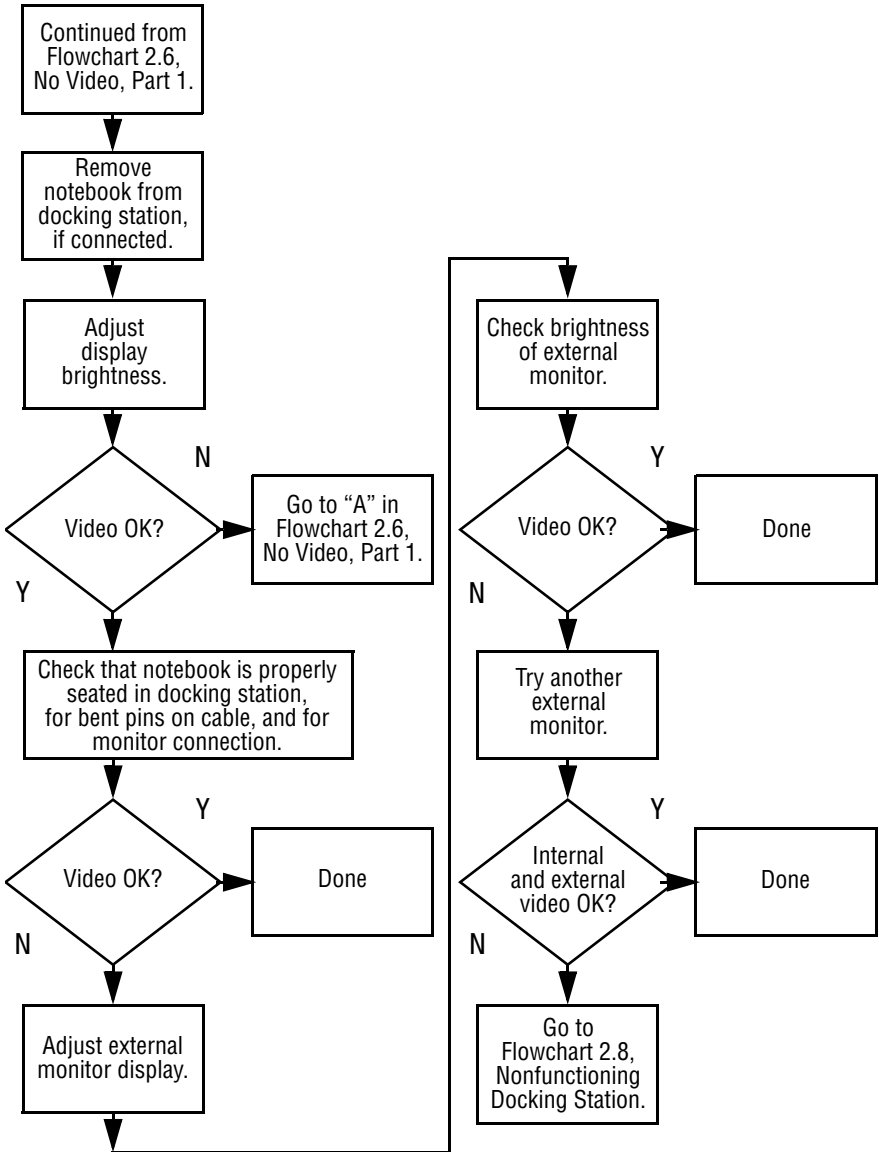 Continued from
Flowchart 2.6,
No Video, Part 1.
Remove
notebook from
docking station,
if connected.
Adjust
display
brightness.
Video OK?
N
Go to “A” in
Flowchart 2.6,
No Video, Part 1.
Y
Check that notebook is properly
seated in docking station,
for bent pins on cable, and for
monitor connection.
Video OK?
Y
Done
N
Adjust external
monitor display.
Check brightness
of external
monitor.
Video OK?
Y
Done
N
Try another
external
monitor.
Internal
and external
video OK?
Y
Done
N
Go to
Flowchart 2.8,
Nonfunctioning
Docking Station.